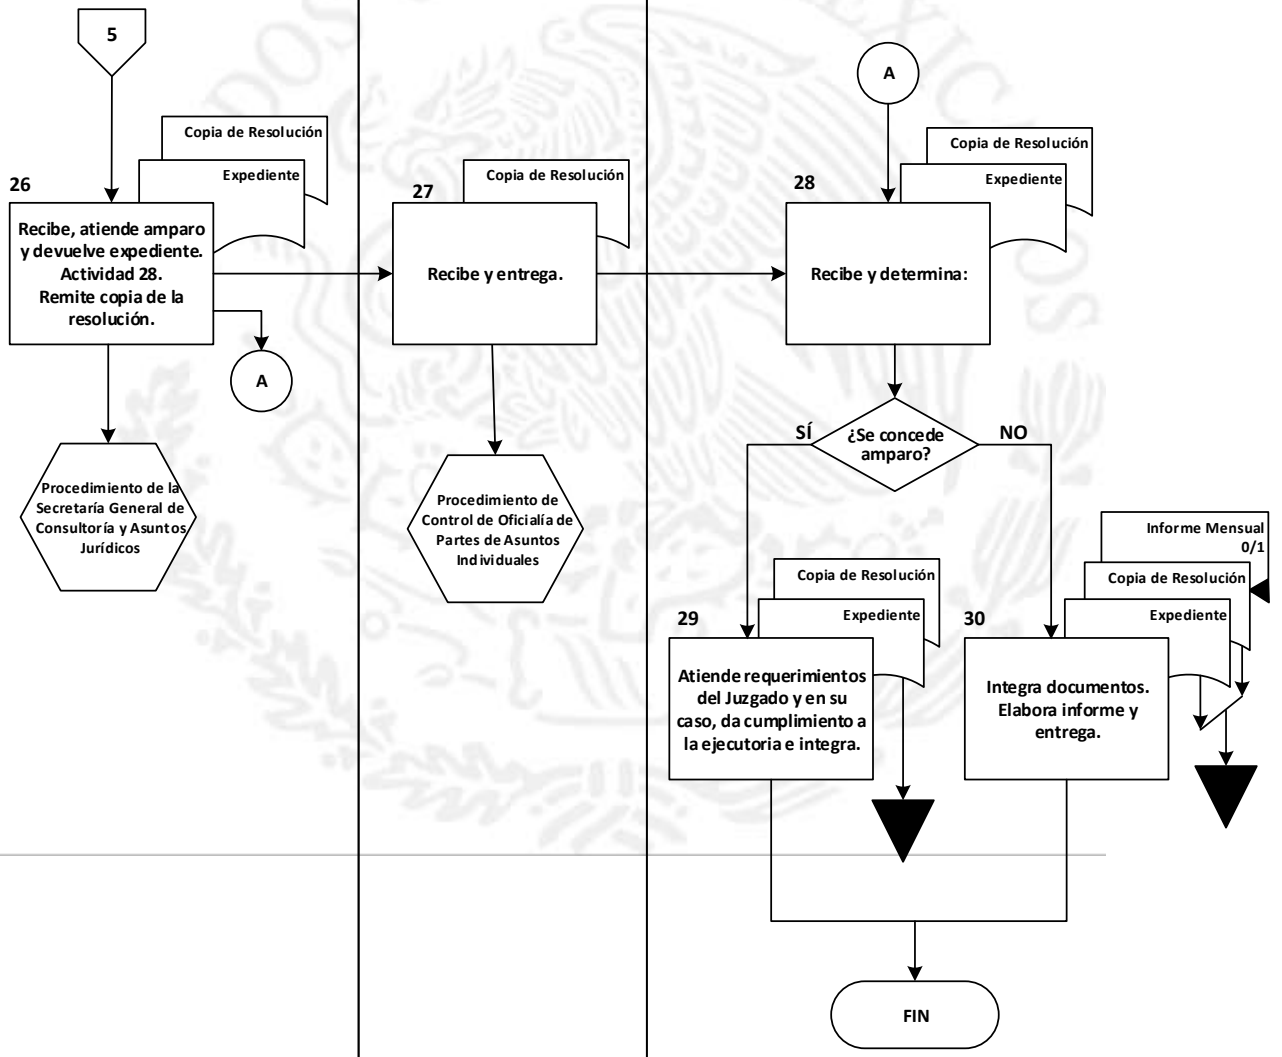 5
Copia de Resolución
Expediente
26
Recibe, atiende amparo
y devuelve expediente.
Actividad 28.
Remite copia de la
resolución.
A
Procedimiento de la
Secretaría General de
Consultoría y Asuntos
Jurídicos
Copia de Resolución
27
Recibe y entrega.
Procedimiento de
Control de Oficialía de
Partes de Asuntos
Individuales
A
Copia de Resolución
Expediente
28
Recibe y determina:
¿Se concede
amparo?
SÍ
NO
Copia de Resolución
Expediente
29
Atiende requerimientos
del Juzgado y en su
caso, da cumplimiento a
la ejecutoria e integra.
Informe Mensual
0/1
Copia de Resolución
Expediente
30
Integra documentos.
Elabora informe y
entrega.
FIN